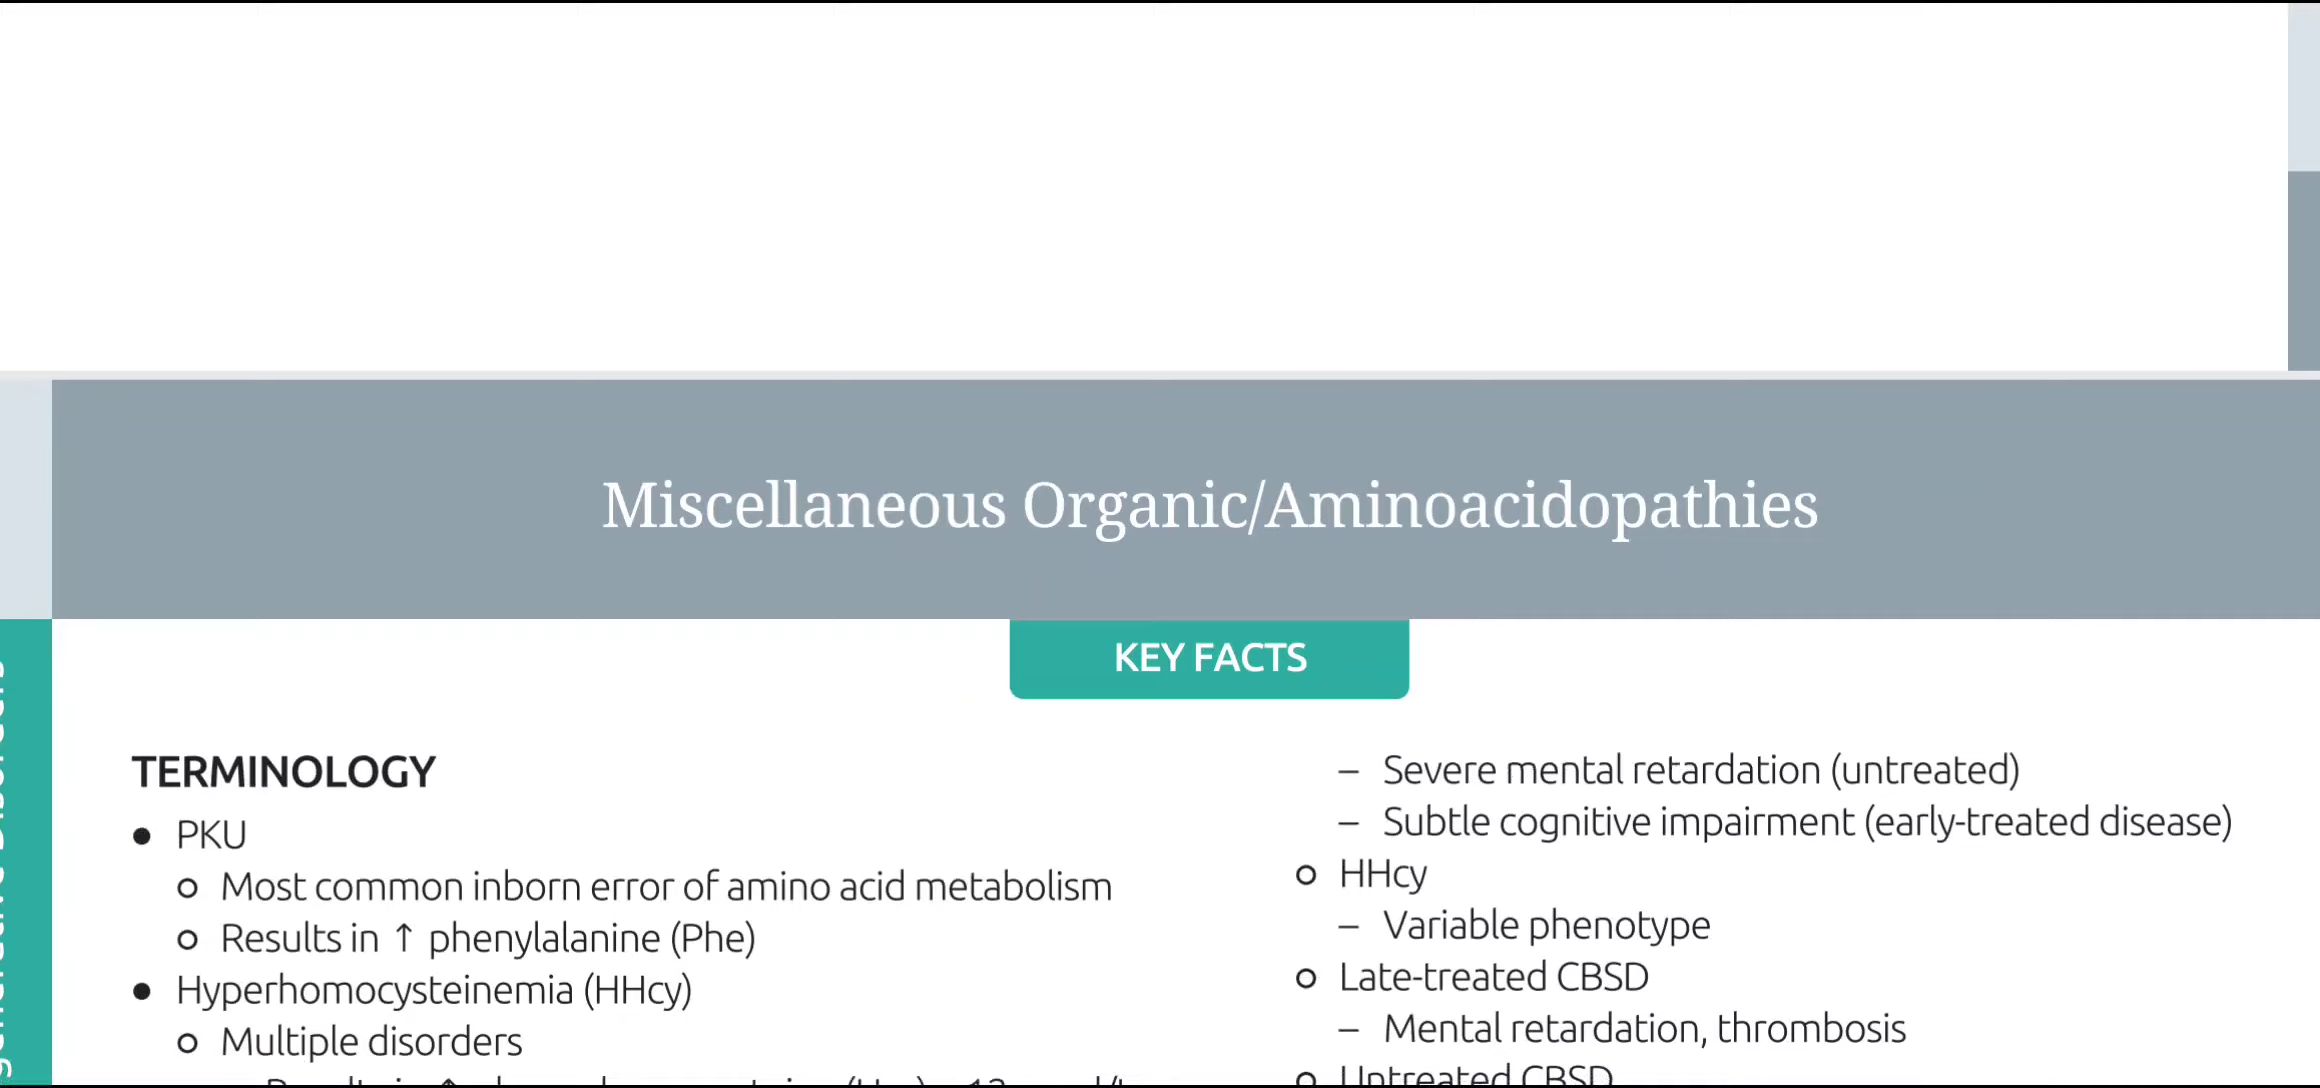 Miscellaneous Organic/Aminoacidopathies
KEY FACTS
TERMINOLOGY
● PKU
○ Most common inborn error of amino acid metabolism
○ Results in ↑ phenylalanine (Phe)
● Hyperhomocysteinemia (HHcy)
○ Multiple disorders
– Severe mental retardation (untreated)
– Subtle cognitive impairment (early-treated disease)
○ HHcy
– Variable phenotype
○ Late-treated CBSD
– Mental retardation, thrombosis
○ Untreated CBSD